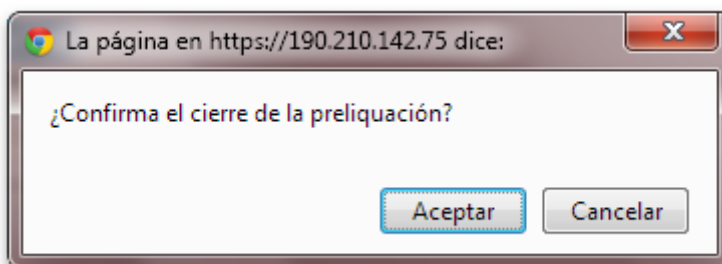 La página en https://190.210.142.75 dice:
¿Confirma el cierre de la preliquación?
Aceptar Cancelar